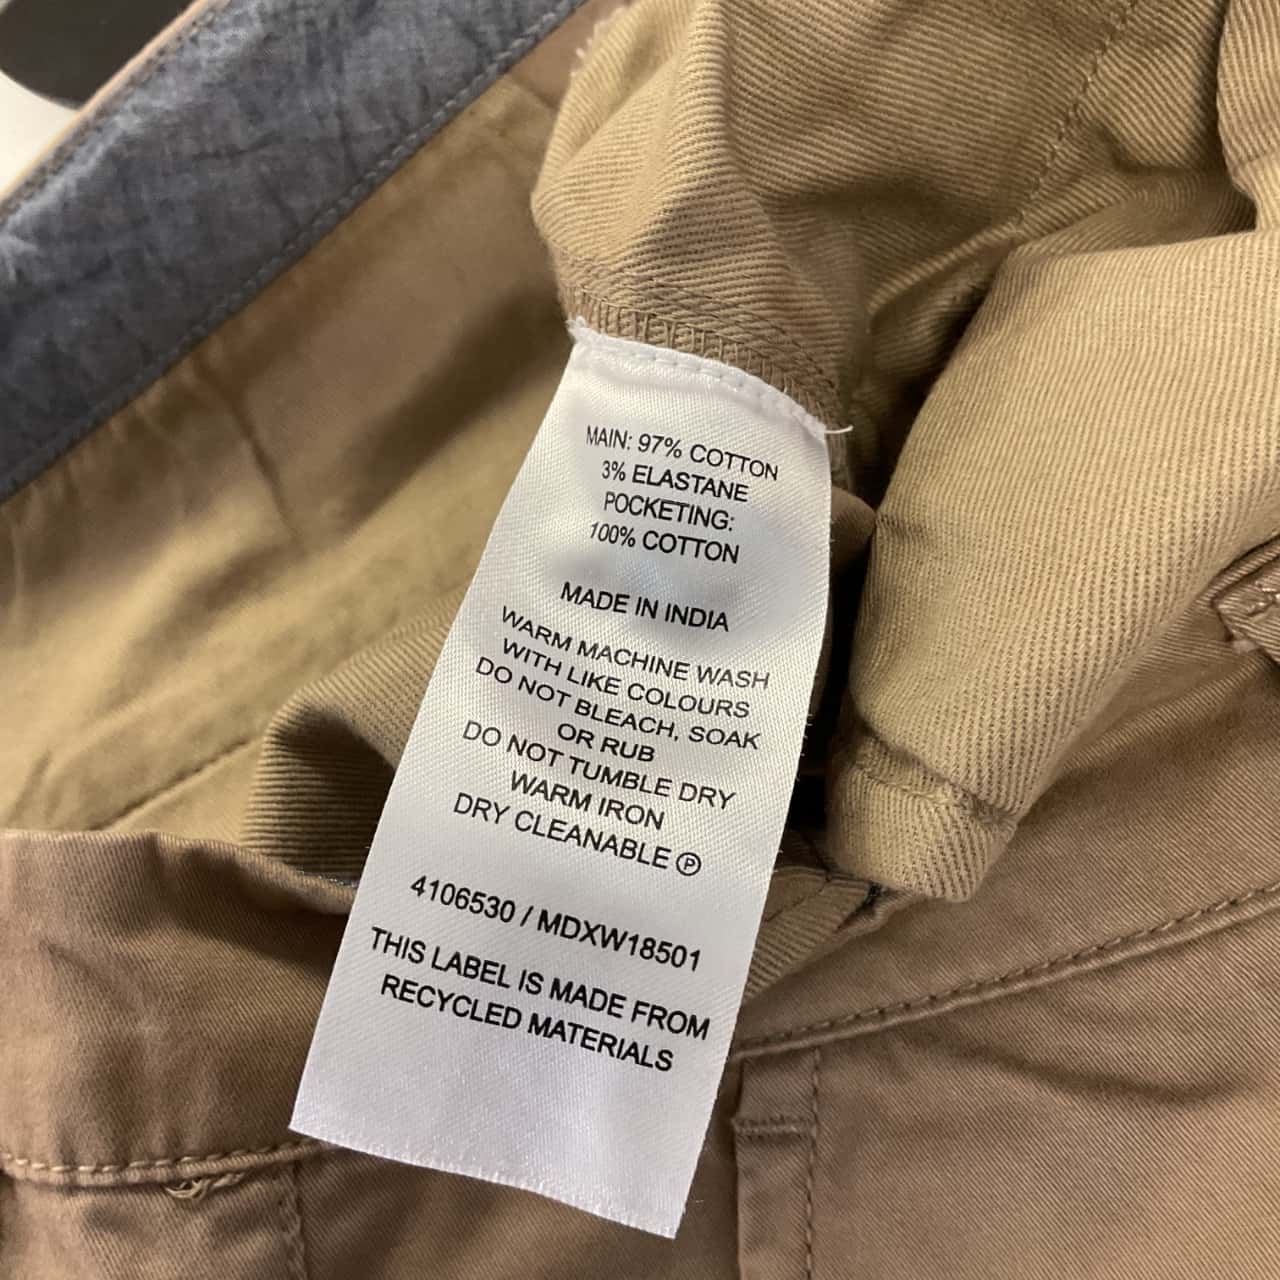 MAIN: 97% COTTON
3% ELASTANE
POCKETING:
100% COTTON
MADE IN INDIA
WARM MACHINE WASH
WITH LIKE COLOURS
DO NOT BLEACH, SOAK
OR RUB
DO NOT TUMBLE DRY
WARM IRON
DRY CLEANABLE Ⓟ
4106530 / MDXW18501
THIS LABEL IS MADE FROM
RECYCLED MATERIALS